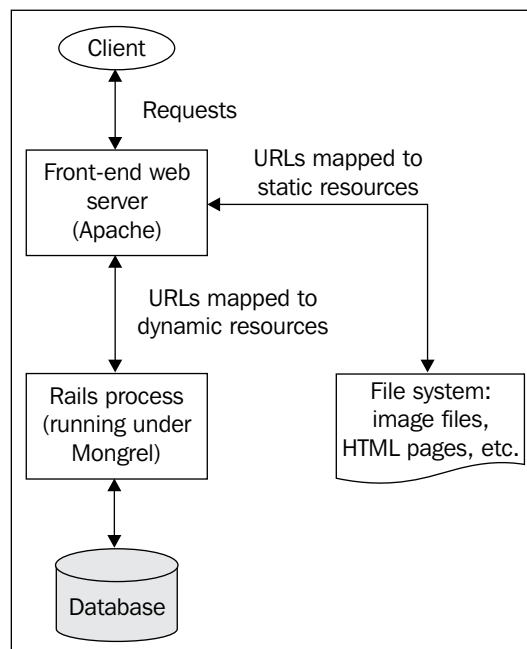 Client
Requests
Front-end web
server
(Apache)
URLs mapped to
static resources
URLs mapped to
dynamic resources
Rails process
(running under
Mongrel)
File system:
image files,
HTML pages, etc.
Database